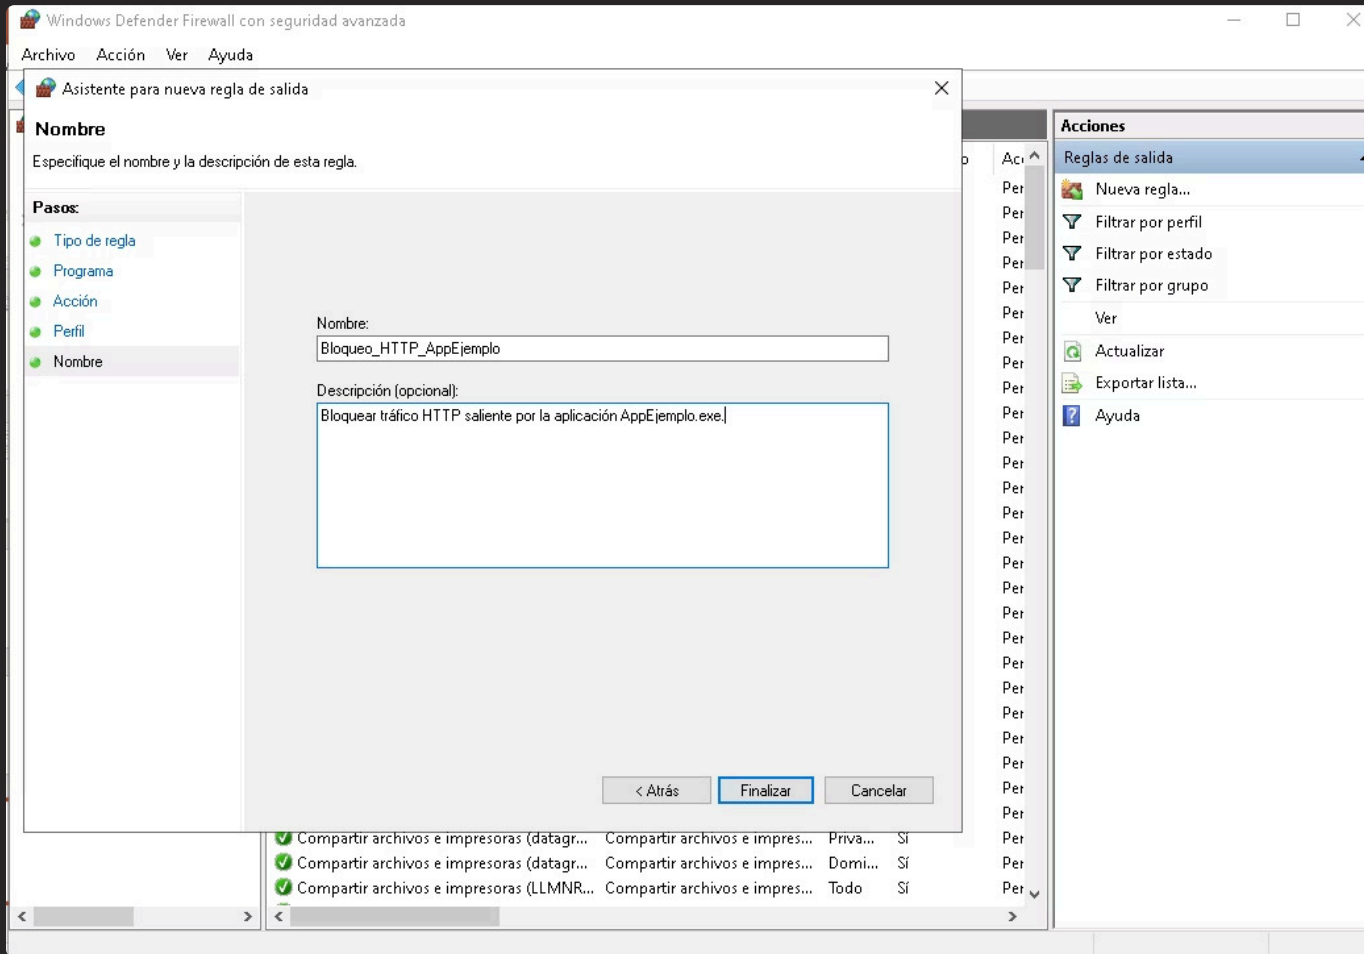 Windows Defender Firewall con seguridad avanzada
Archivo Acción Ver Ayuda
Asistente para nueva regla de salida
Nombre
Especifique el nombre y la descripción de esta regla.
Pasos:
Tipo de regla
Programa
Acción
Perfil
Nombre
Nombre:
Bloqueo_HTTP_AppEjemplo
Descripción (opcional):
Bloquear tráfico HTTP saliente por la aplicación AppEjemplo.exe.
< Atrás Finalizar Cancelar
Compartir archivos e impresoras (datagr... Compartir archivos e impres... Priva... Sí Per
Compartir archivos e impresoras (datagr... Compartir archivos e impres... Domi... Sí Per
Compartir archivos e impresoras (LLMNR... Compartir archivos e impres... Todo Sí Per
Acciones
Reglas de salida
Nueva regla...
Filtrar por perfil
Filtrar por estado
Filtrar por grupo
Ver
Actualizar
Exportar lista...
Ayuda